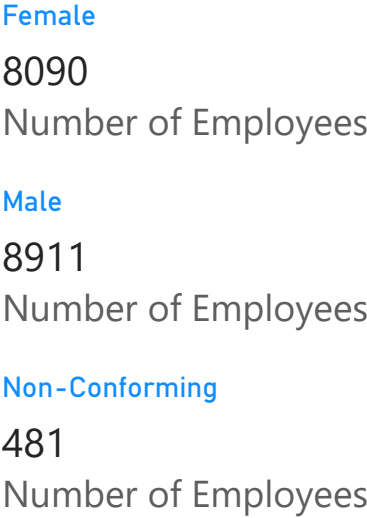 Female
8090
Number of Employees
Male
8911
Number of Employees
Non-Conforming
481
Number of Employees